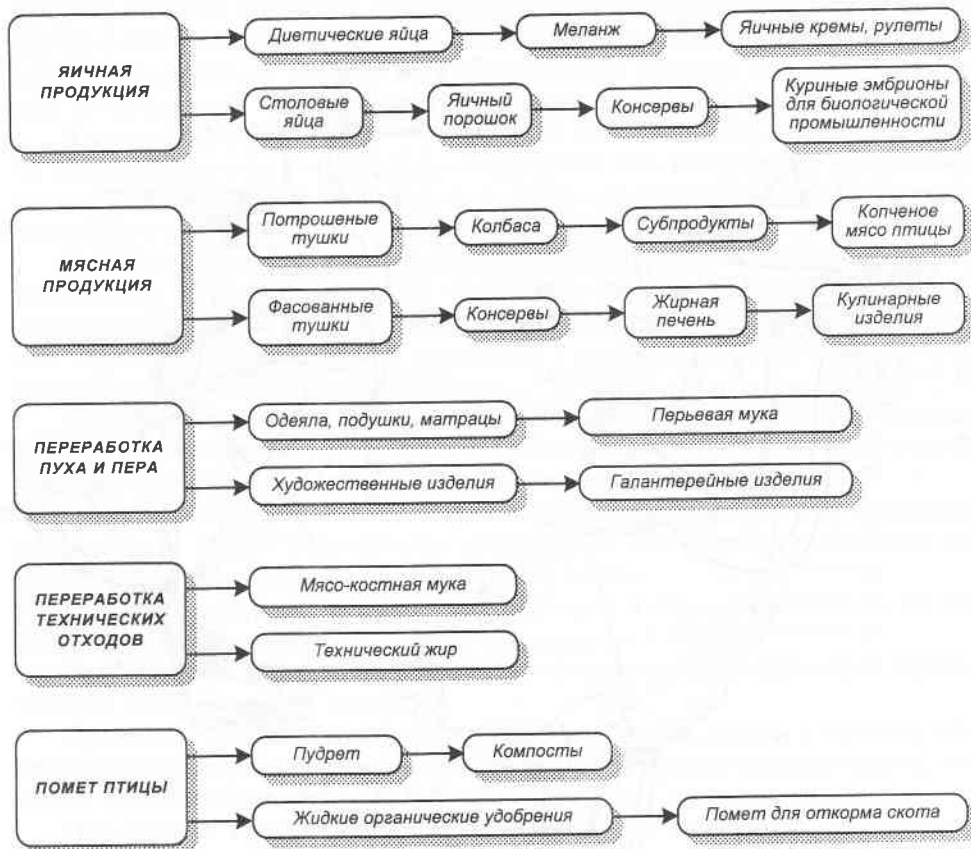 ЯИЧНАЯ
ПРОДУКЦИЯ
Диетические яйца
Меланж
Яичные кремы, рулеты
Столовые
яйца
Яичный
порошок
Консервы
Куриные эмбрионы
для биологической
промышленности
МЯСНАЯ
ПРОДУКЦИЯ
Потрошеные
тушки
Колбаса
Субпродукты
Копченое
мясо птицы
Фасованные
тушки
Консервы
Жирная
печень
Кулинарные
изделия
ПЕРЕРАБОТКА
ПУХА И ПЕРА
Одеяла, подушки, матрацы
Перьевая мука
Художественные изделия
Галантерейные изделия
ПЕРЕРАБОТКА
ТЕХНИЧЕСКИХ
ОТХОДОВ
Мясо-костная мука
Технический жир
ПОМЕТ ПТИЦЫ
Пудрет
Компосты
Жидкие органические удобрения
Помет для откорма скота